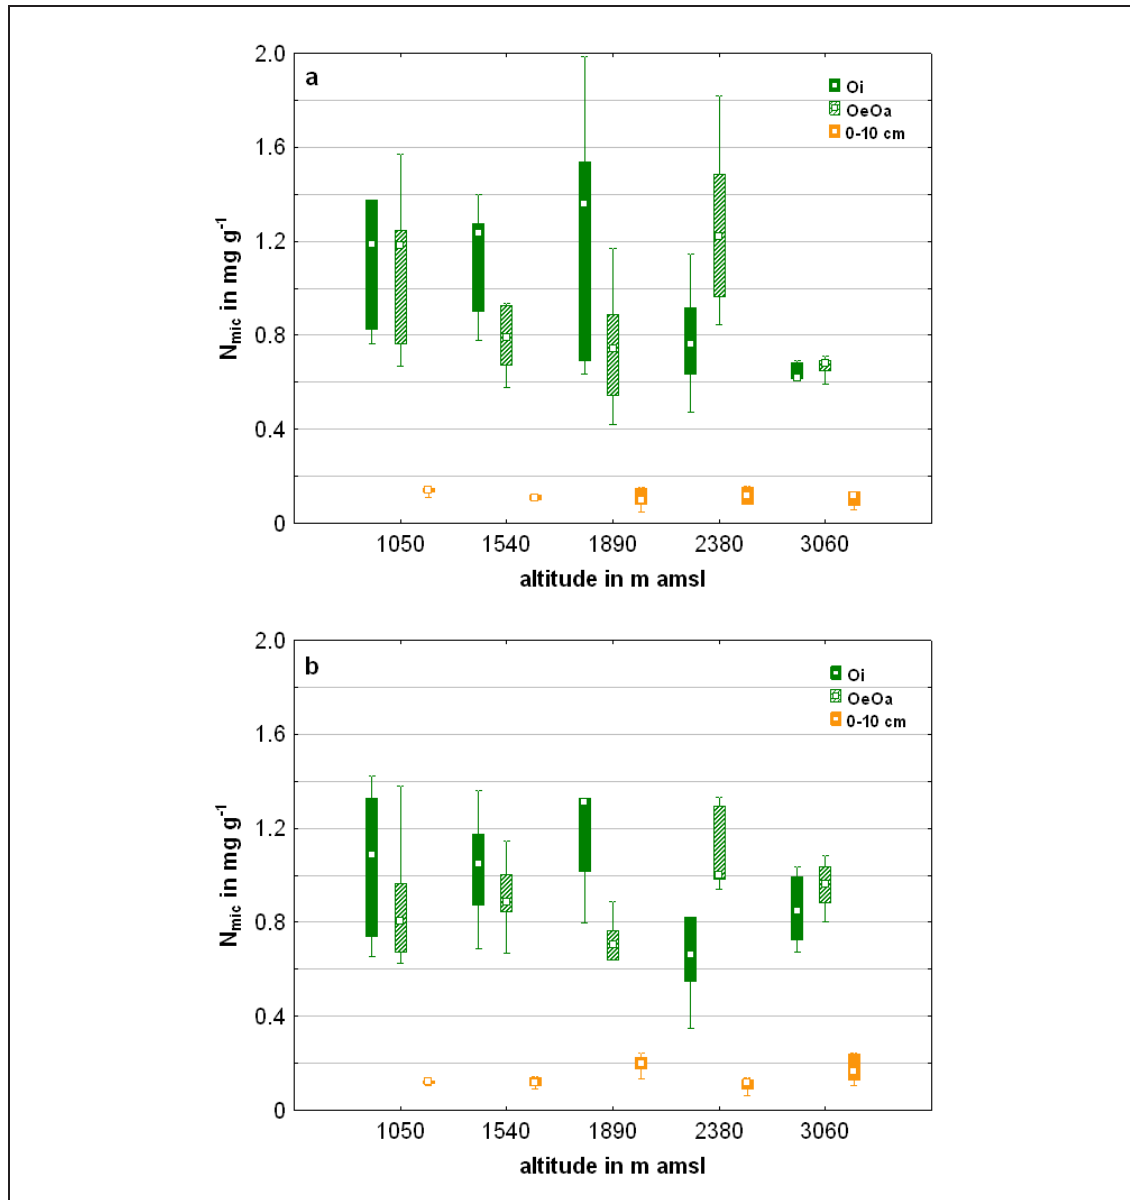 a
Oi
OeOa
0-10 cm
2.0
1.6
1.2
0.8
0.4
0
N_mic in mg g⁻¹
1050 1540 1890 2380 3060
altitude in m amsl
b
Oi
OeOa
0-10 cm
2.0
1.6
1.2
0.8
0.4
0
N_mic in mg g⁻¹
1050 1540 1890 2380 3060
altitude in m amsl